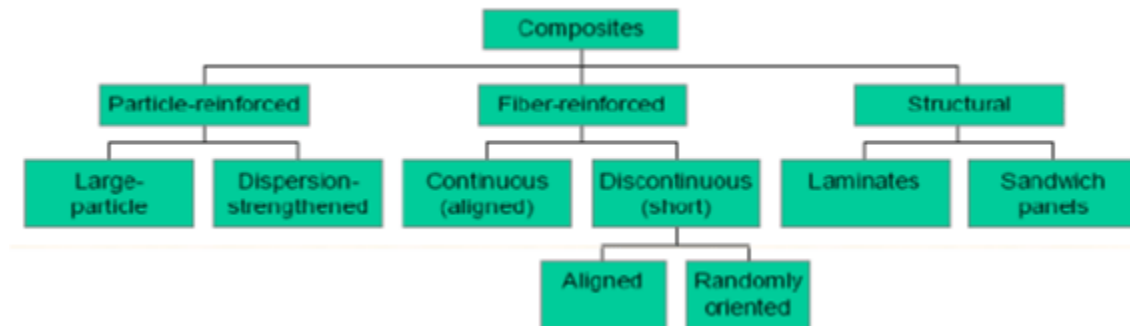 Composites
Particle-reinforced
Fiber-reinforced
Structural
Large-
particle
Dispersion-
strengthened
Continuous
(aligned)
Discontinuous
(short)
Laminates
Sandwich
panels
Aligned
Randomly
oriented